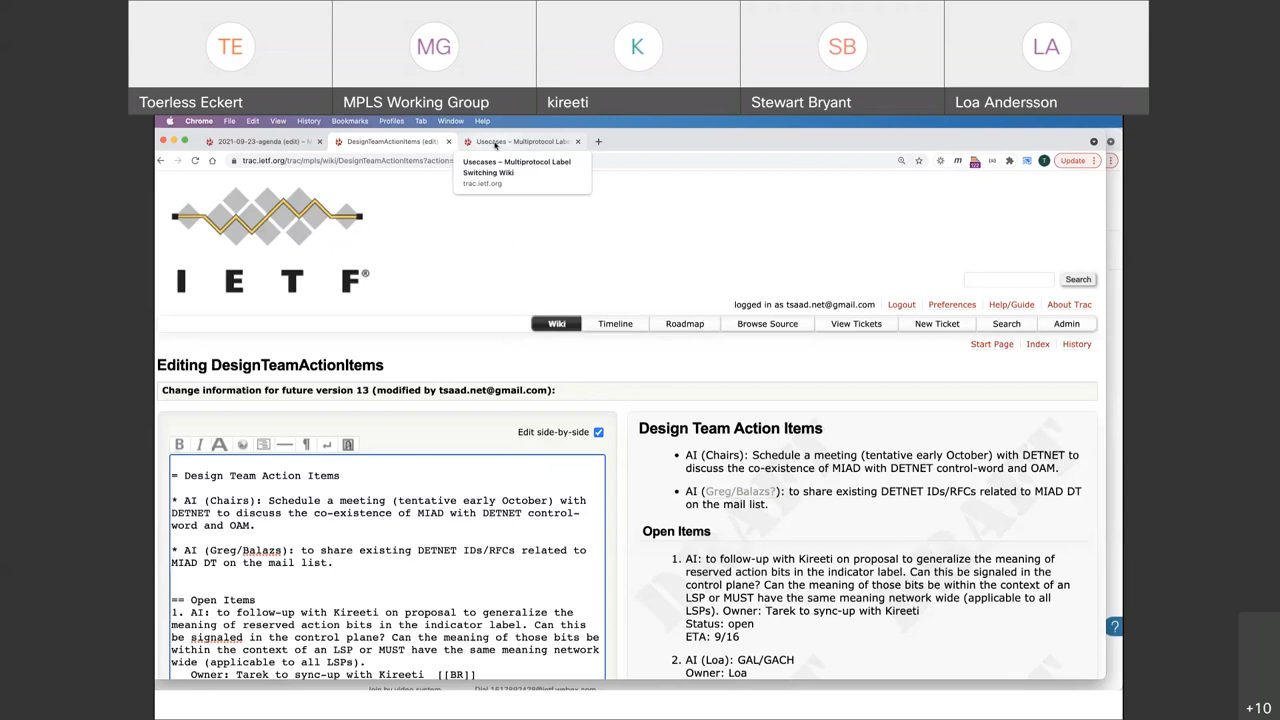 TE
MG
K
SB
LA
Toerless Eckert
MPLS Working Group
kireeti
Stewart Bryant
Loa Andersson
Chrome File Edit View History Bookmarks Profiles Tab Window Help
2021-09-23-agenda (edit) – M
DesignTeamActionItems (edit)
Usecases – Multiprotocol Labe
trac.ietf.org/trac/mpls/wiki/DesignTeamActionItems?action=
Update
Usecases – Multiprotocol Label
Switching Wiki
trac.ietf.org
I E T F®
Search
logged in as tsaad.net@gmail.com Logout Preferences Help/Guide About Trac
Wiki Timeline Roadmap Browse Source View Tickets New Ticket Search Admin
Start Page Index History
Editing DesignTeamActionItems
Change information for future version 13 (modified by tsaad.net@gmail.com):
Edit side-by-side
B I A
= Design Team Action Items
* AI (Chairs): Schedule a meeting (tentative early October) with
DETNET to discuss the co-existence of MIAD with DETNET control-
word and OAM.
* AI (Greg/Balazs): to share existing DETNET IDs/RFCs related to
MIAD DT on the mail list.
== Open Items
1. AI: to follow-up with Kireeti on proposal to generalize the
meaning of reserved action bits in the indicator label. Can this
be signaled in the control plane? Can the meaning of those bits be
within the context of an LSP or MUST have the same meaning network
wide (applicable to all LSPs).
Owner: Tarek to sync-up with Kireeti [[BR]]
Design Team Action Items
• AI (Chairs): Schedule a meeting (tentative early October) with DETNET to
discuss the co-existence of MIAD with DETNET control-word and OAM.
• AI (Greg/Balazs?): to share existing DETNET IDs/RFCs related to MIAD DT
on the mail list.
Open Items
1. AI: to follow-up with Kireeti on proposal to generalize the meaning of
reserved action bits in the indicator label. Can this be signaled in the
control plane? Can the meaning of those bits be within the context of an
LSP or MUST have the same meaning network wide (applicable to all
LSPs). Owner: Tarek to sync-up with Kireeti
Status: open
ETA: 9/16
2. AI (Loa): GAL/GACH
Owner: Loa
?
+10